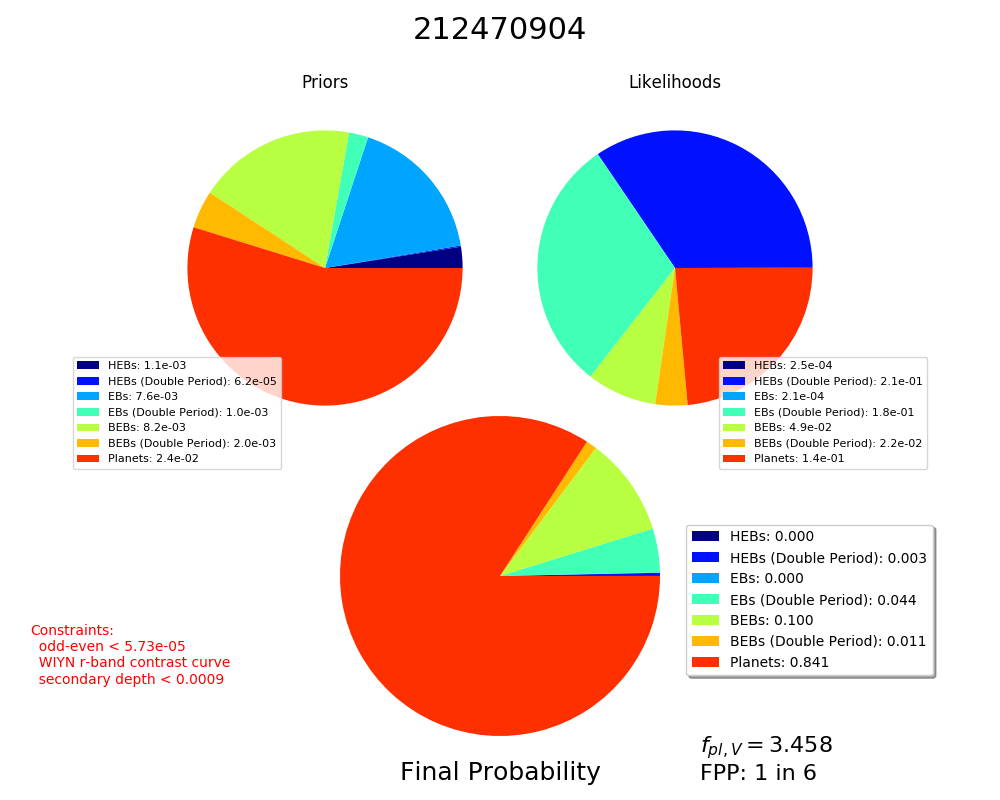 212470904
Priors
Likelihoods
HEBs: 1.1e-03
HEBs (Double Period): 6.2e-05
EBs: 7.6e-03
EBs (Double Period): 1.0e-03
BEBs: 8.2e-03
BEBs (Double Period): 2.0e-03
Planets: 2.4e-02
HEBs: 2.5e-04
HEBs (Double Period): 2.1e-01
EBs: 2.1e-04
EBs (Double Period): 1.8e-01
BEBs: 4.9e-02
BEBs (Double Period): 2.2e-02
Planets: 1.4e-01
HEBs: 0.000
HEBs (Double Period): 0.003
EBs: 0.000
EBs (Double Period): 0.044
BEBs: 0.100
BEBs (Double Period): 0.011
Planets: 0.841
Constraints:
odd-even < 5.73e-05
WIYN r-band contrast curve
secondary depth < 0.0009
Final Probability
f_{pl,V} = 3.458
FPP: 1 in 6